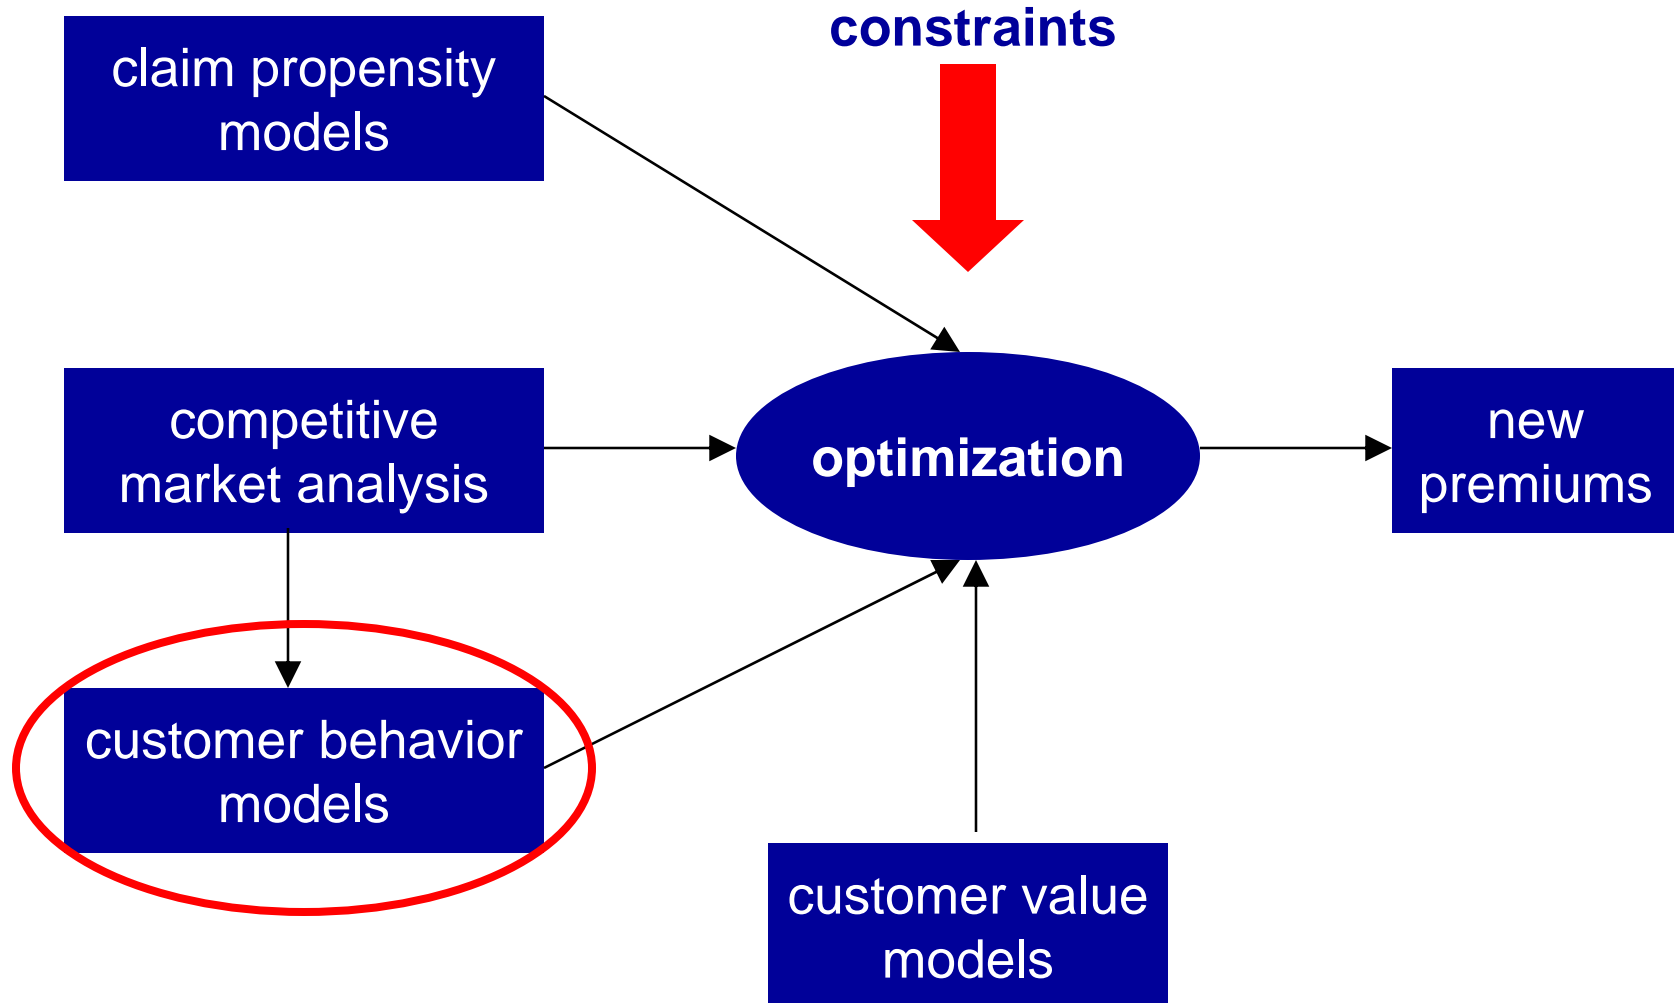 constraints
claim propensity
models
competitive
market analysis
optimization
new
premiums
customer behavior
models
customer value
models